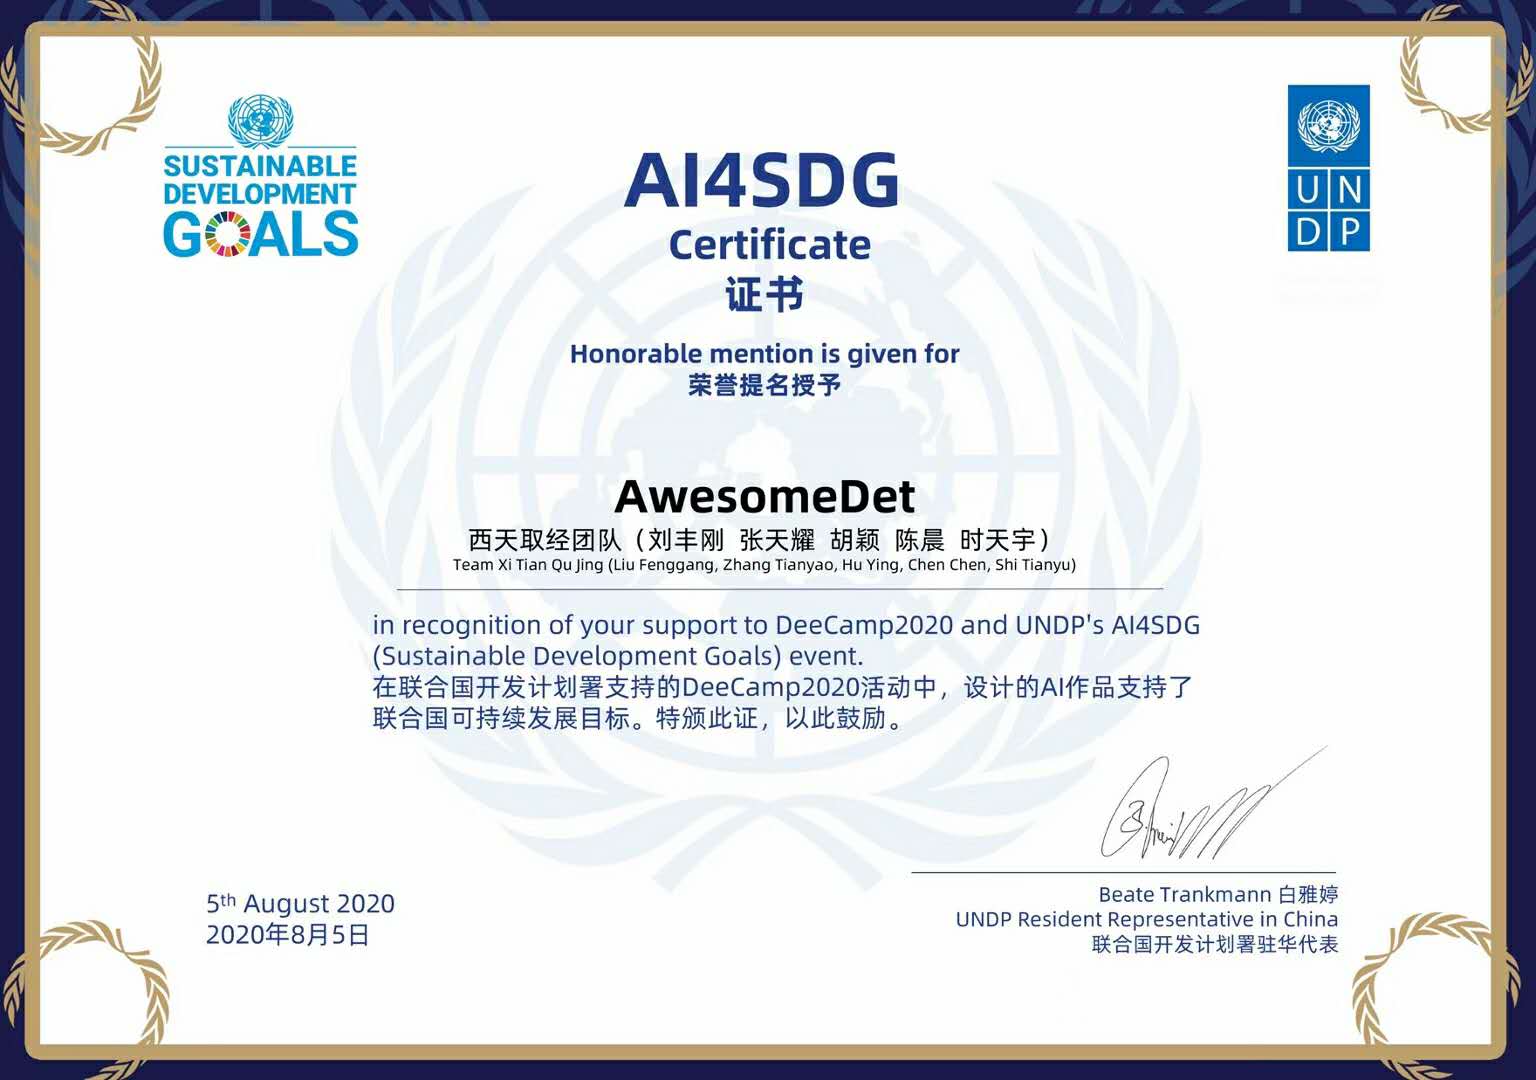 SUSTAINABLE
DEVELOPMENT
GOALS
UN
DP
AI4SDG
Certificate
证书
Honorable mention is given for
荣誉提名授予
AwesomeDet
西天取经团队（刘丰刚 张天耀 胡颖 陈晨 时天宇）
Team Xi Tian Qu Jing (Liu Fenggang, Zhang Tianyao, Hu Ying, Chen Chen, Shi Tianyu)
in recognition of your support to DeeCamp2020 and UNDP's AI4SDG
(Sustainable Development Goals) event.
在联合国开发计划署支持的DeeCamp2020活动中，设计的AI作品支持了
联合国可持续发展目标。特颁此证，以此鼓励。
5th August 2020
2020年8月5日
Beate Trankmann 白雅婷
UNDP Resident Representative in China
联合国开发计划署驻华代表